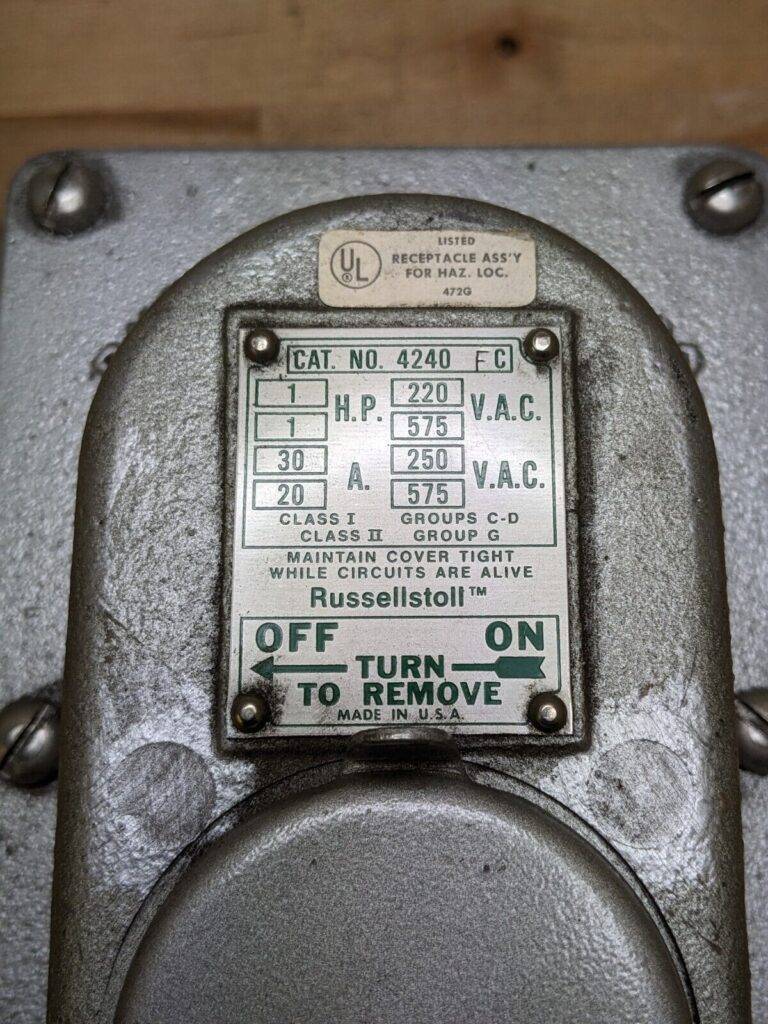 UL
®
LISTED
RECEPTACLE ASS'Y
FOR HAZ. LOC.
472G
CAT. NO. 4240 FC
1 H.P. 220 V.A.C.
1 575
30 A. 250 V.A.C.
20 575
CLASS I GROUPS C-D
CLASS II GROUP G
MAINTAIN COVER TIGHT
WHILE CIRCUITS ARE ALIVE
Russellstoll™
OFF ON
TURN
TO REMOVE
MADE IN U.S.A.